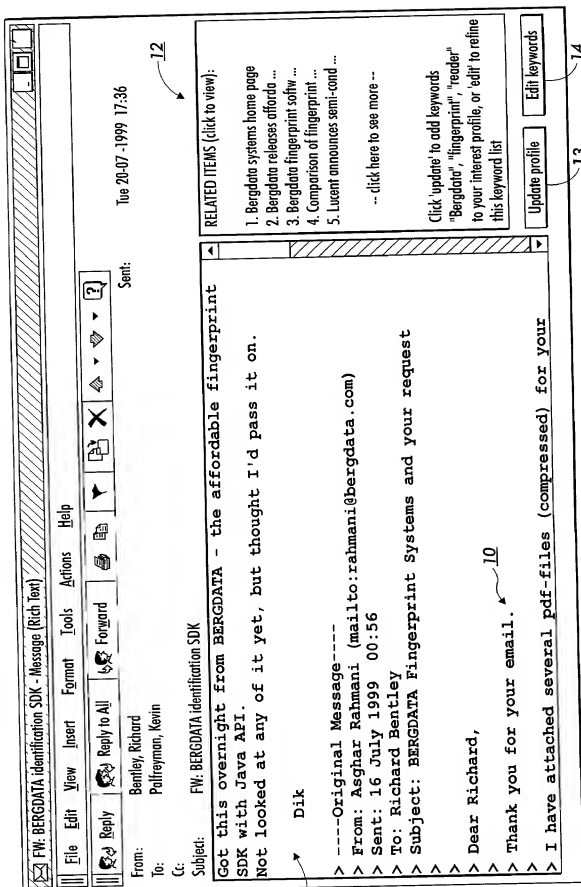 FW: BERGDATA identification SDK - Message (Rich Text)
File Edit View Insert Format Tools Actions Help
Reply Reply to All Forward
From: Bentley, Richard
Sent: Tue 20-07 -1999 17:36
To: Palfreyman, Kevin
Cc:
Subject: FW: BERGDATA identification SDK
Got this overnight from BERGDATA - the affordable fingerprint
SDK with Java API.
Not looked at any of it yet, but thought I'd pass it on.
Dik
> ----Original Message----
> From: Asghar Rahmani (mailto:rahmani@bergdata.com)
> Sent: 16 July 1999 00:56
> To: Richard Bentley
> Subject: BERGDATA Fingerprint Systems and your request
>
>
> Dear Richard,
>
> Thank you for your email.
>
> I have attached several pdf-files (compressed) for your
10
12
RELATED ITEMS (click to view):
1. Bergdata systems home page
2. Bergdata releases afforda ...
3. Bergdata fingerprint softw ...
4. Comparison of fingerprint ...
5. Lucent announces semi-cond ...
-- click here to see more --
Click 'update' to add keywords
"Bergdata", "fingerprint", "reader"
to your interest profile, or 'edit' to refine
this keyword list
Update profile Edit keywords
13 14